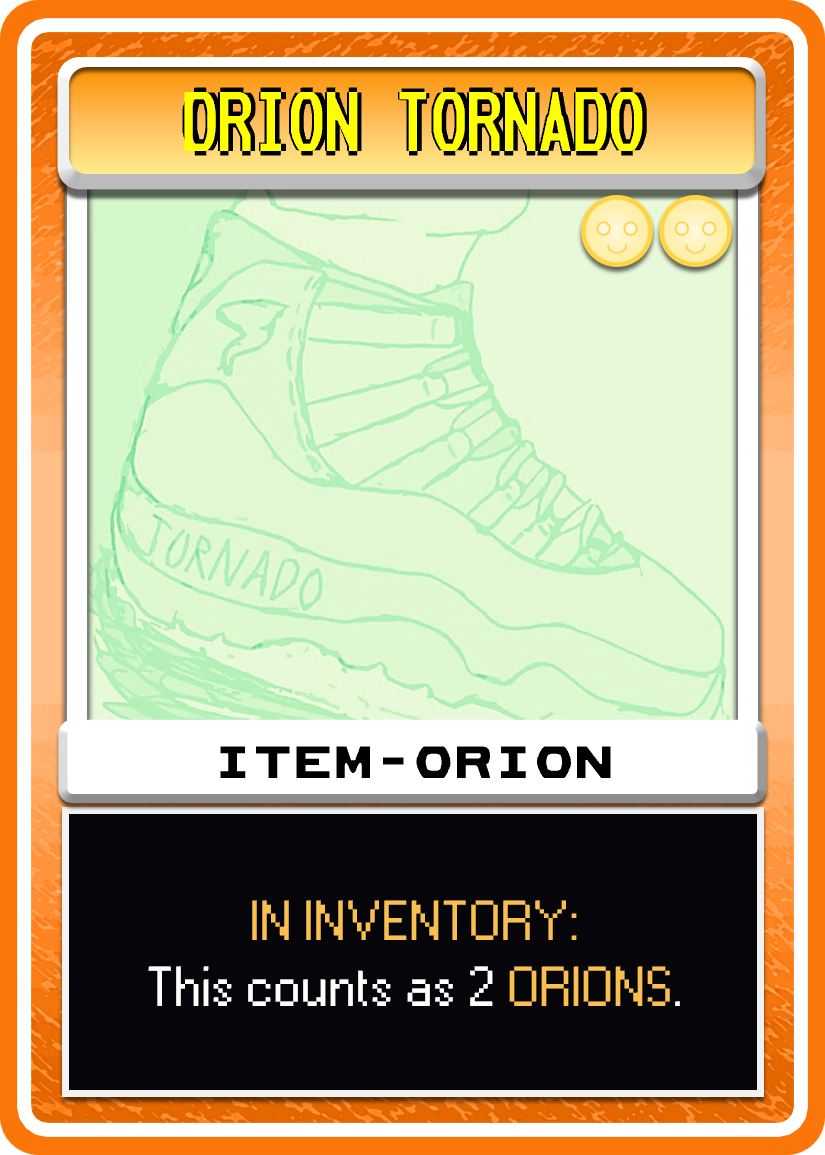 ORION TORNADO
TORNADO
ITEM-ORION
IN INVENTORY:
This counts as 2 ORIONS.